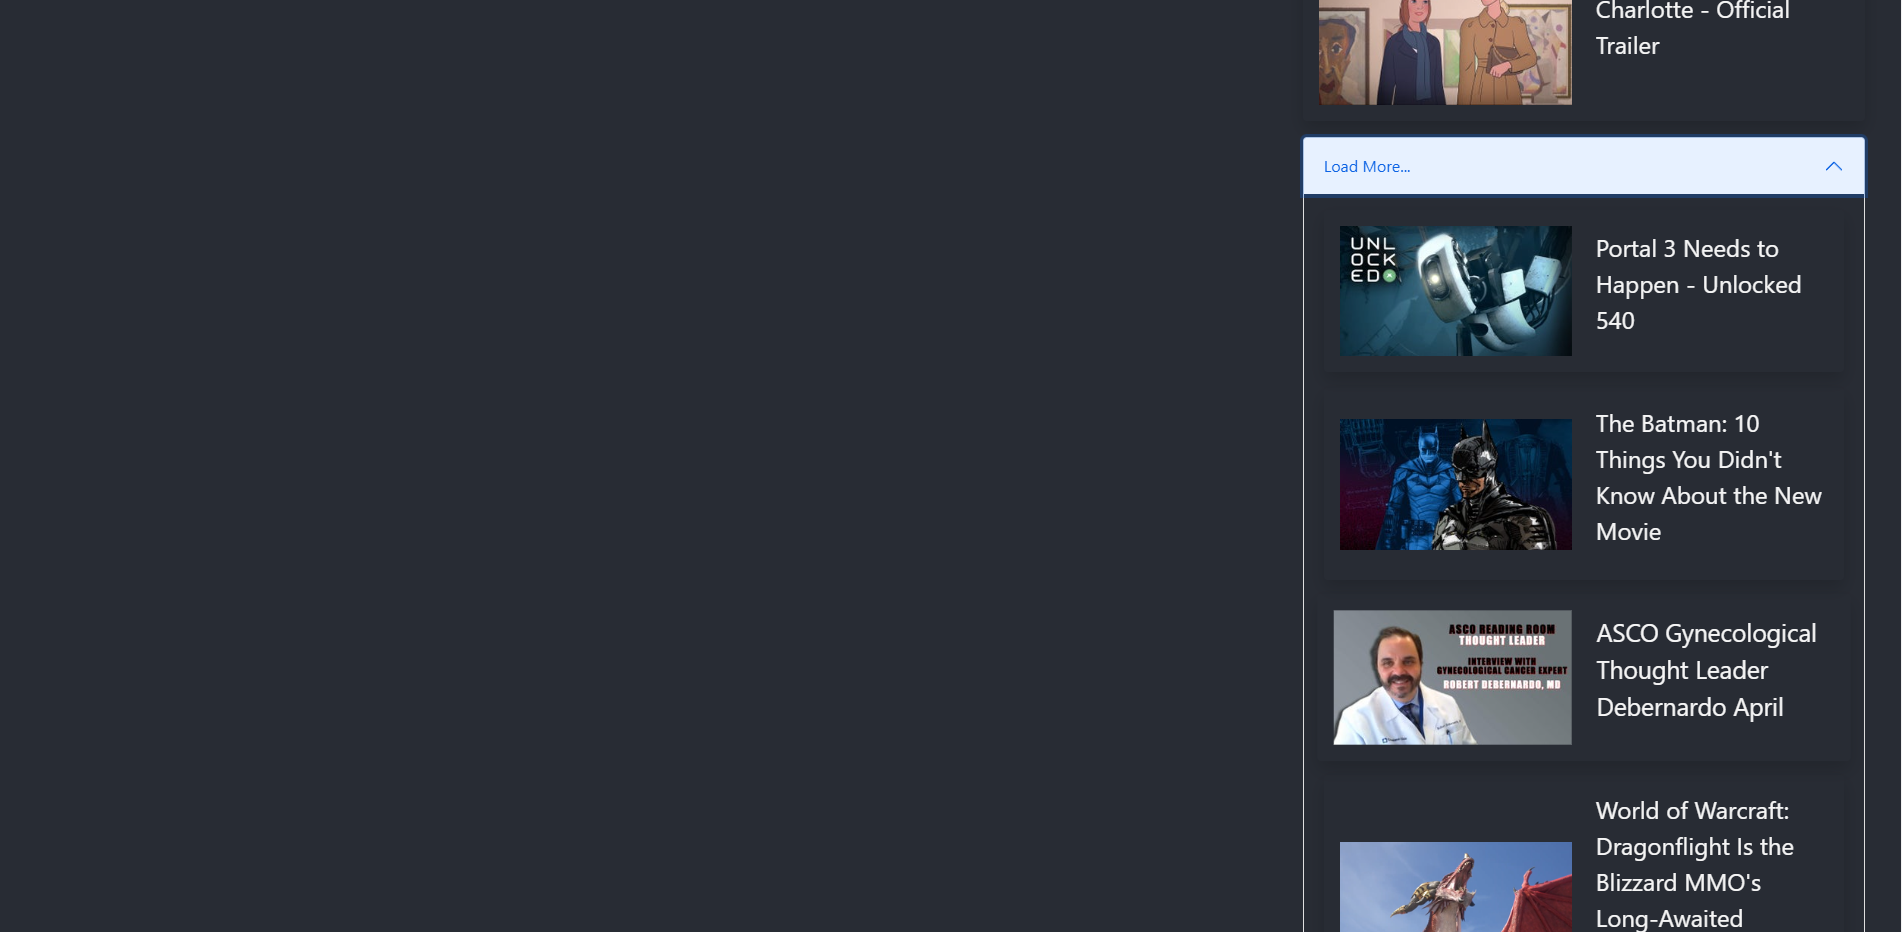 Charlotte - Official
Trailer
Load More...
UNL
OCK
ED
Portal 3 Needs to
Happen - Unlocked
540
The Batman: 10
Things You Didn't
Know About the New
Movie
ASCO READING ROOM
THOUGHT LEADER
INTERVIEW WITH
GYNECOLOGICAL CANCER EXPERT
ROBERT DEBERNARDO, MD
ASCO Gynecological
Thought Leader
Debernardo April
World of Warcraft:
Dragonflight Is the
Blizzard MMO's
Long-Awaited